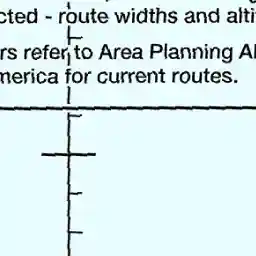 cted - route widths and alti
rs refer to Area Planning A
merica for current routes.